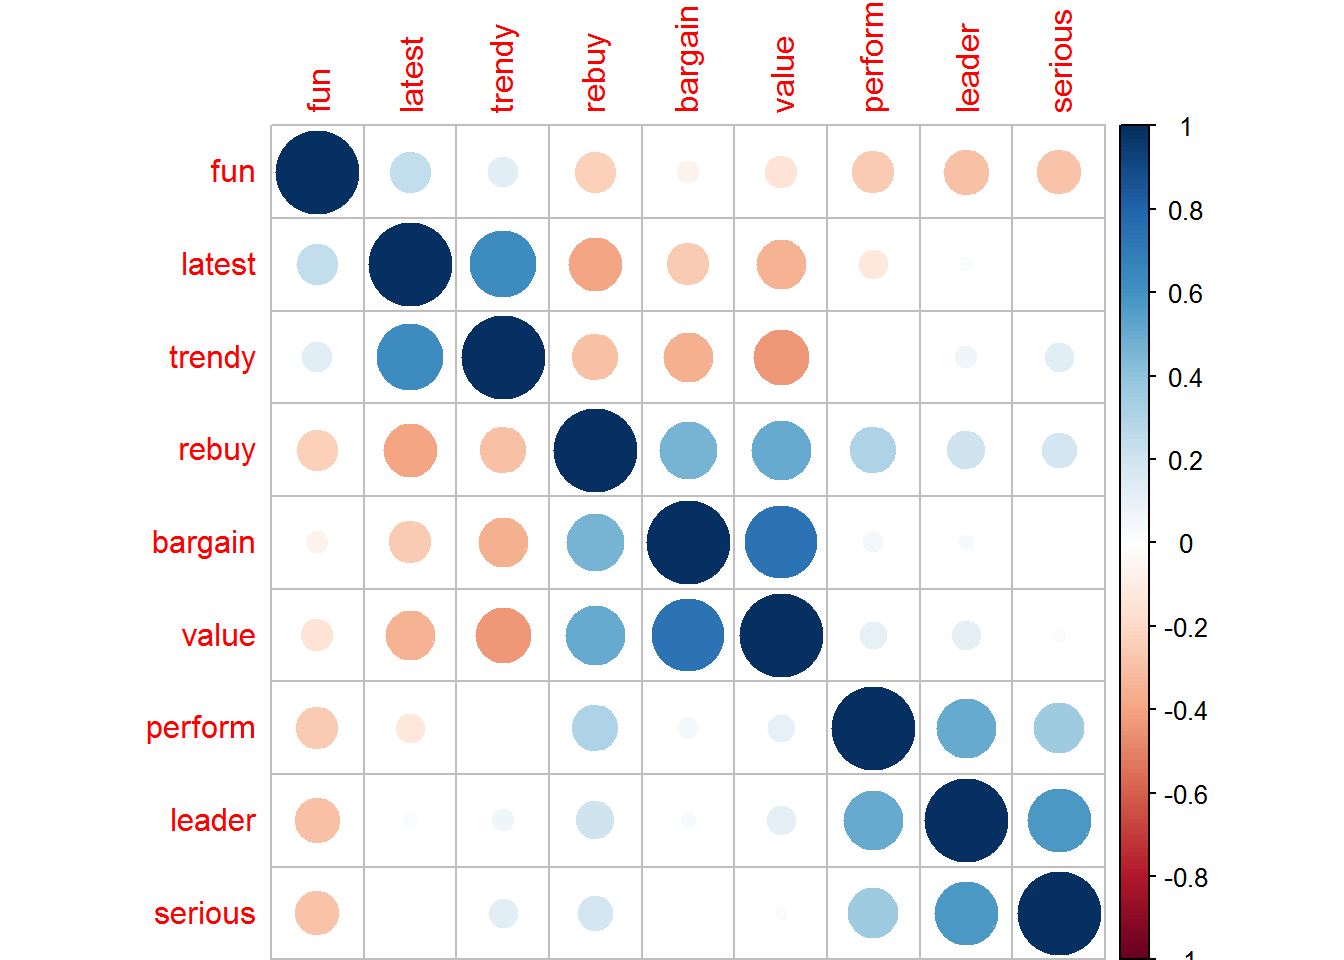 fun
latest
trendy
rebuy
bargain
value
perform
leader
serious
fun
latest
trendy
rebuy
bargain
value
perform
leader
serious
1
0.8
0.6
0.4
0.2
0
-0.2
-0.4
-0.6
-0.8
-1